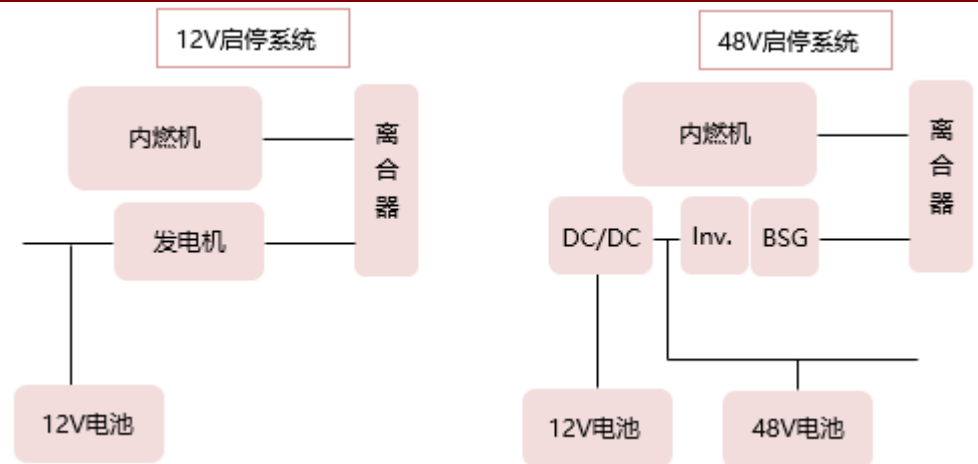 12V启停系统
内燃机
离
合
器
发电机
12V电池
48V启停系统
内燃机
离
合
器
DC/DC
Inv.
BSG
12V电池
48V电池